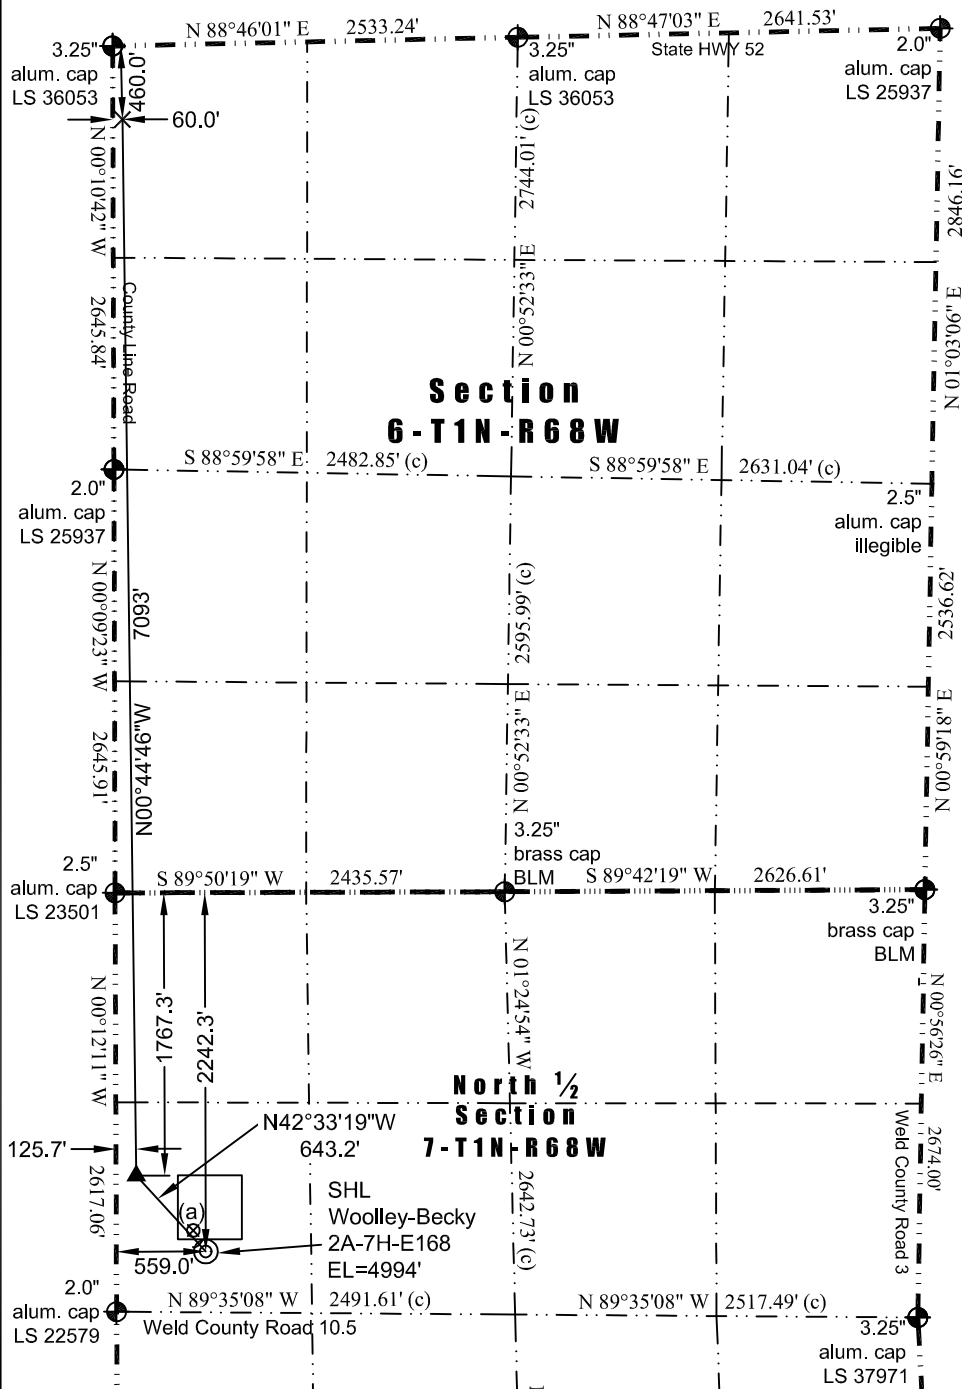 N 88°46'01" E 2533.24' N 88°47'03" E 2641.53'
State HWY 52
3.25"
alum. cap
LS 36053
3.25"
alum. cap
LS 36053
2.0"
alum. cap
LS 25937
460.0'
60.0'
N 00°10'42" W 2645.84'
County Line Road
N 00°52'33" E 2744.01' (c)
N 01°03'06" E 2846.16'
Section
6-T1N-R68W
S 88°59'58" E 2482.85' (c) S 88°59'58" E 2631.04' (c)
2.0"
alum. cap
LS 25937
2.5"
alum. cap
illegible
N 00°09'23" W 2645.91'
N00°44'46"W 7093'
N 00°52'33" E 2595.99' (c)
N 00°59'18" E 2536.62'
3.25"
brass cap
BLM
2.5"
alum. cap
LS 23501
S 89°50'19" W 2435.57' S 89°42'19" W 2626.61'
3.25"
brass cap
BLM
N 00°12'11" W 2617.06'
1767.3'
2242.3'
N 01°24'54" W 2642.73' (c)
N 00°56'26" E 2674.00'
Weld County Road 3
North ½
Section
7-T1N-R68W
N42°33'19"W
643.2'
125.7'
(a)
SHL
Woolley-Becky
2A-7H-E168
EL=4994'
559.0'
2.0"
alum. cap
LS 22579
N 89°35'08" W 2491.61' (c) N 89°35'08" W 2517.49' (c)
Weld County Road 10.5
3.25"
alum. cap
LS 37971